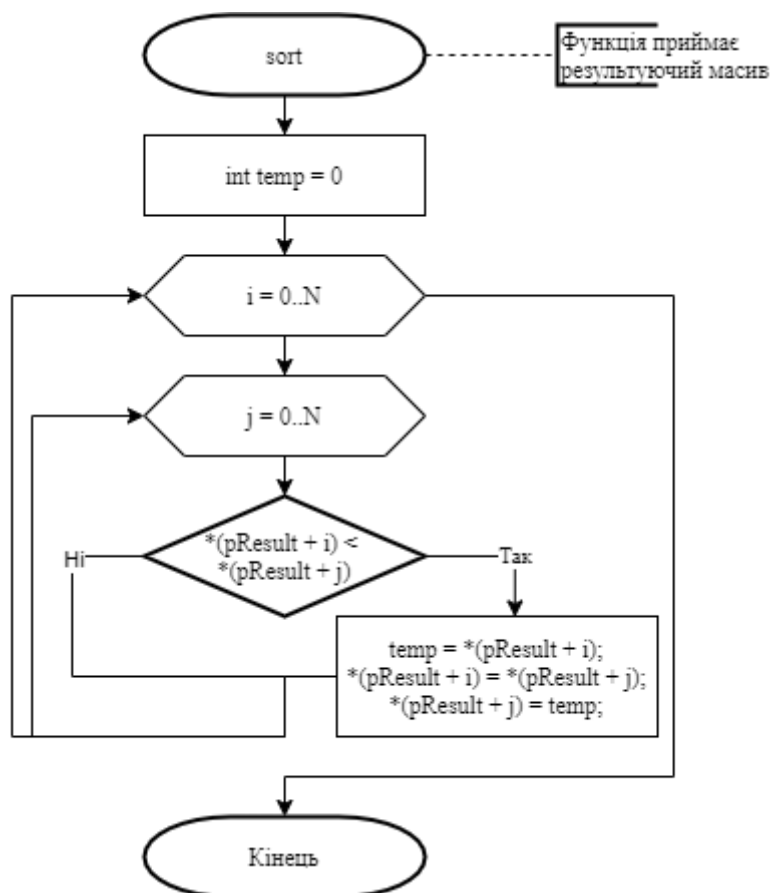 sort
Функція приймає
результуючий масив
int temp = 0
i = 0..N
j = 0..N
*(pResult + i) <
*(pResult + j)
Ні
Так
temp = *(pResult + i);
*(pResult + i) = *(pResult + j);
*(pResult + j) = temp;
Кінець